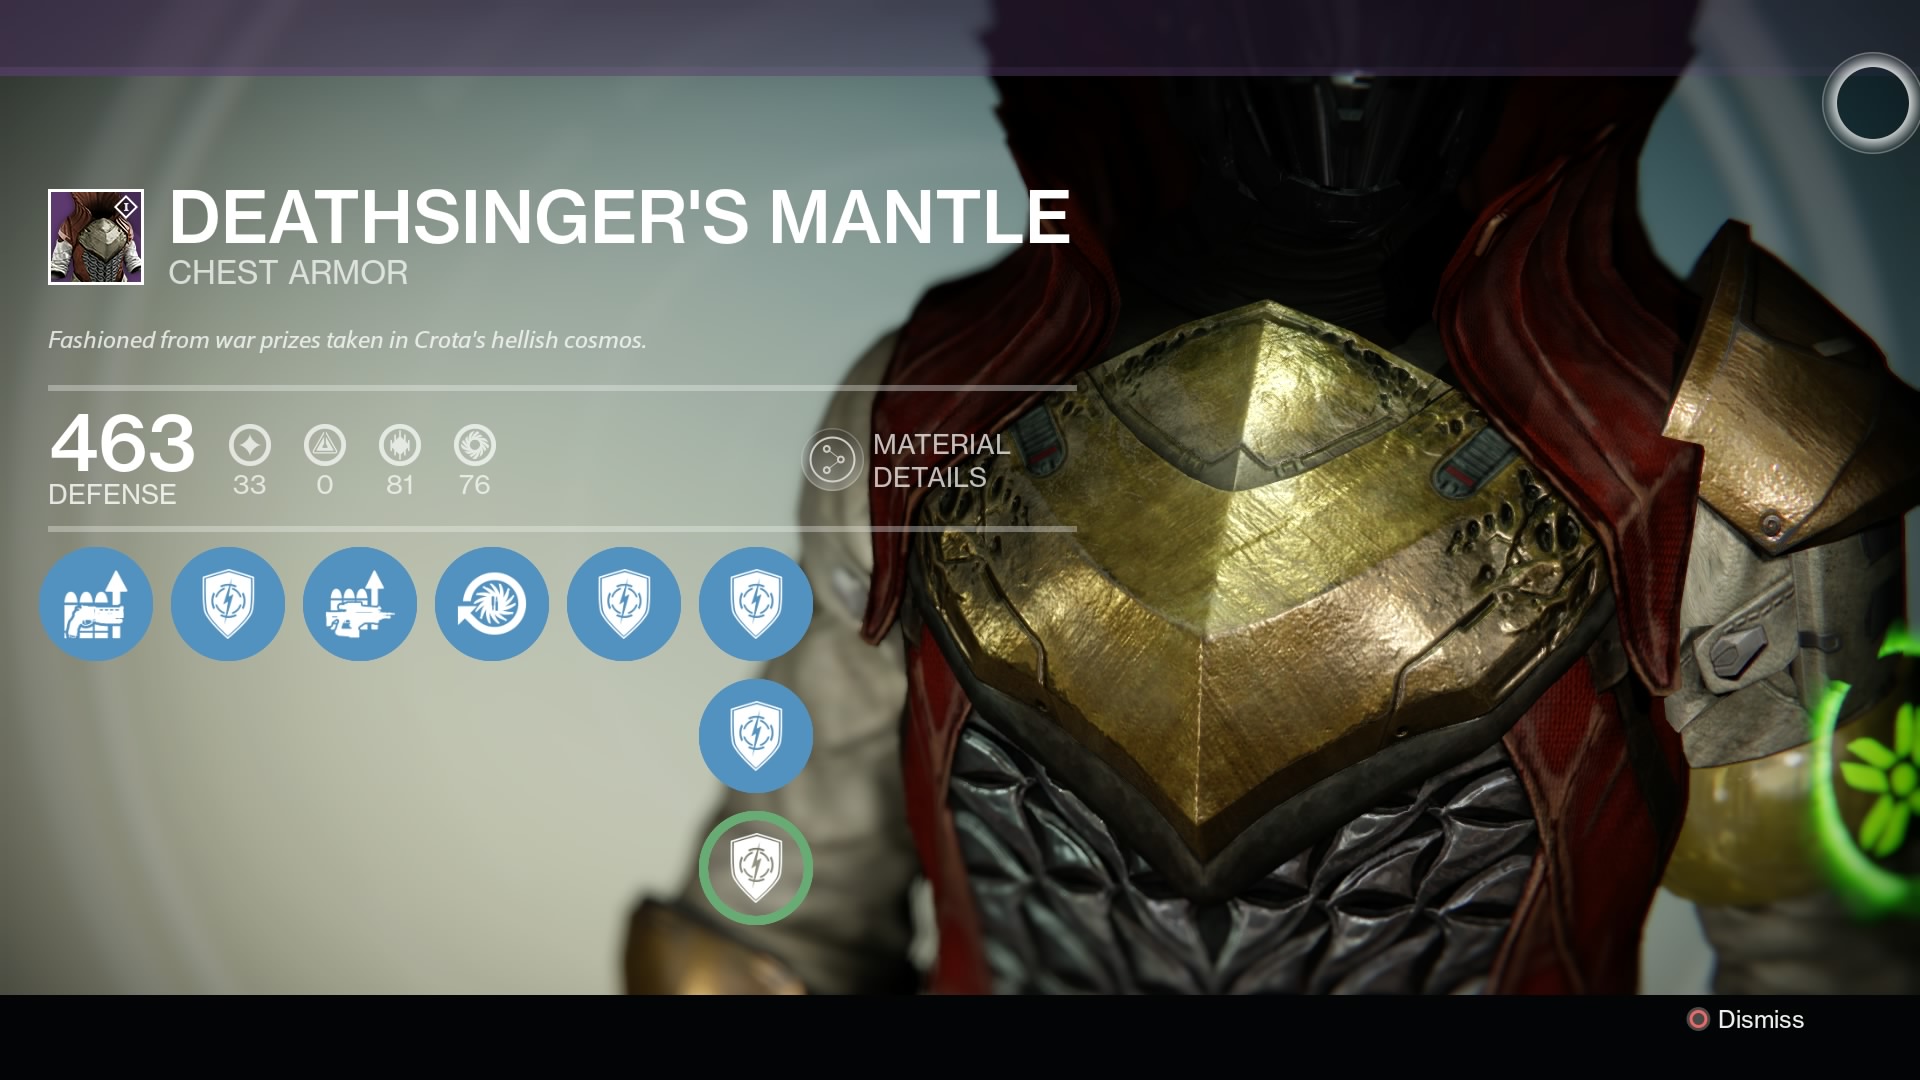 DEATHSINGER'S MANTLE
CHEST ARMOR
Fashioned from war prizes taken in Crota's hellish cosmos.
463
DEFENSE
33 0 81 76
MATERIAL
DETAILS
Dismiss